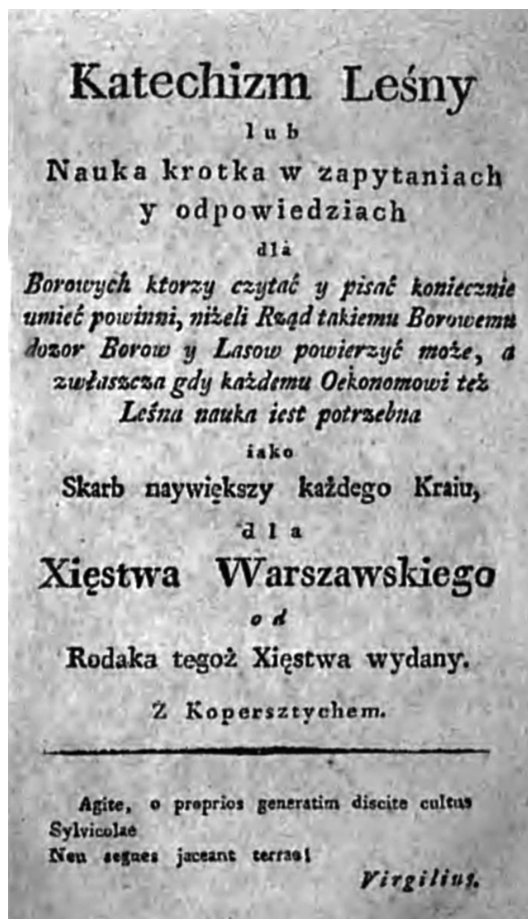 Katechizm Leśny
lub
Nauka krotka w zapytaniach
y odpowiedziach
dla
Borowych ktorzy czytać y pisać koniecznie
umieć powinni, niżeli Rząd takiemu Borowemu
dozor Borow y Lasow powierzyć może, a
zwłaszcza gdy każdemu Oekonomowi też
Leśna nauka iest potrzebna
iako
Skarb naywiększy każdego Kraiu,
dla
Xięstwa Warszawskiego
od
Rodaka tegoż Xięstwa wydany.
Z Kopersztychem.
Agite, o proprios generatim discite cultus
Sylvicolae
Neu segnes jaceant terrae!
Virgilius.